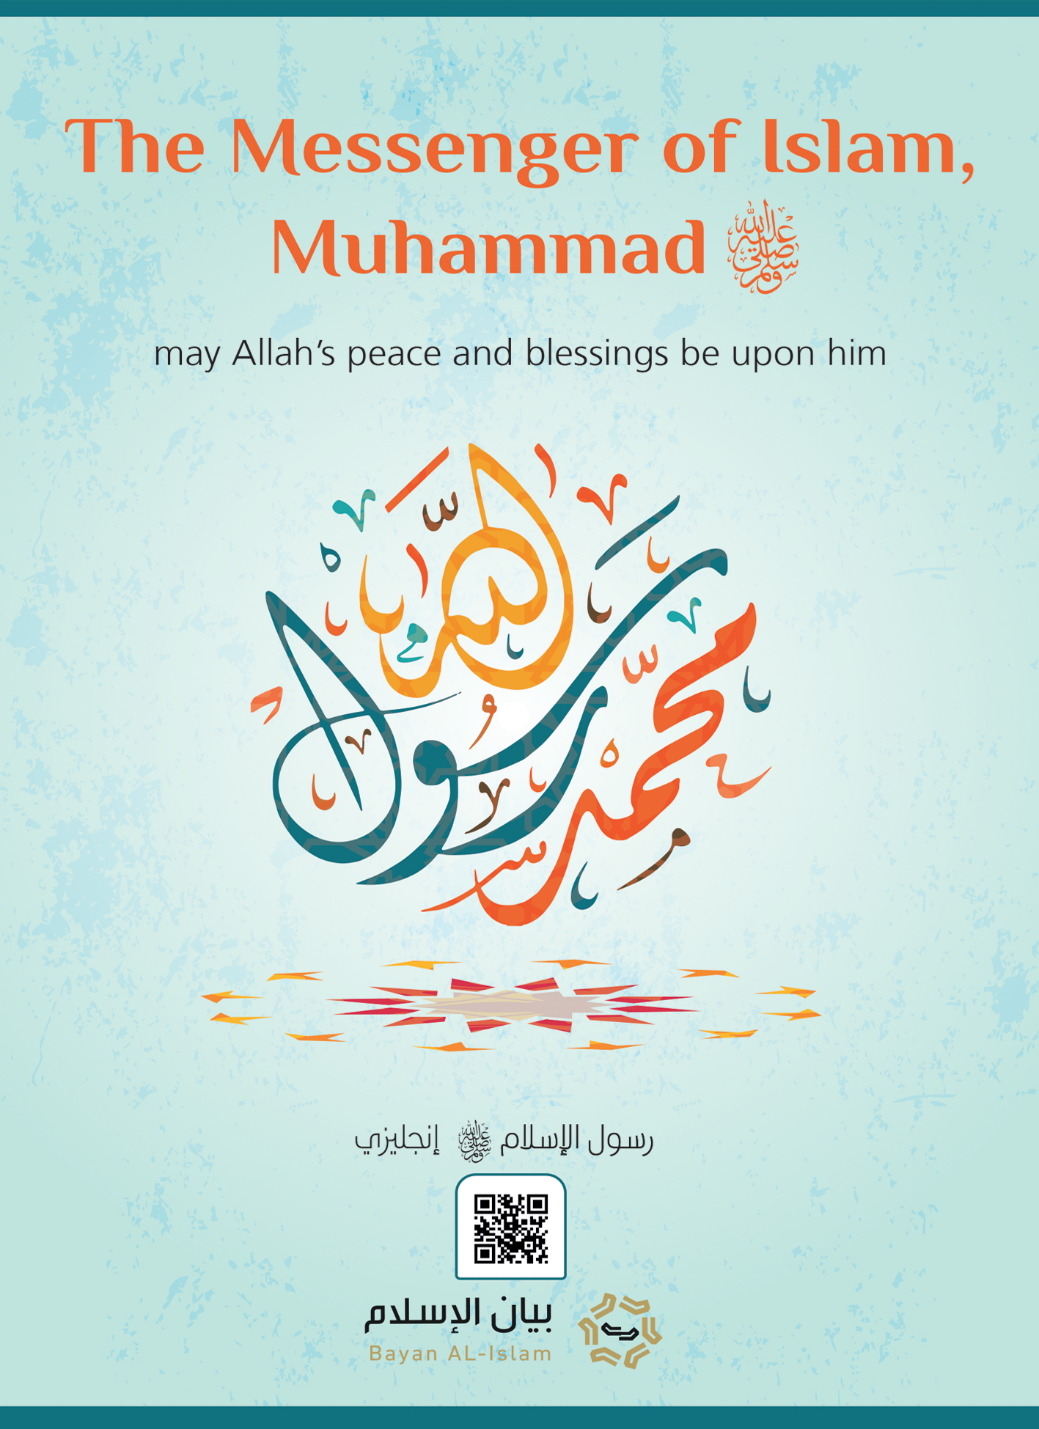 The Messenger of Islam,
Muhammad ﷺ
may Allah’s peace and blessings be upon him
محمد رسول الله
رسول الإسلام ﷺ إنجليزي
بيان الإسلام
Bayan AL-Islam